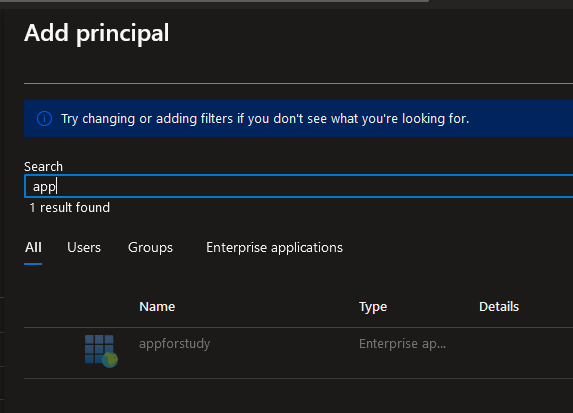 Add principal
Try changing or adding filters if you don't see what you're looking for.
Search
app
1 result found
All Users Groups Enterprise applications
Name Type Details
appforstudy Enterprise ap...